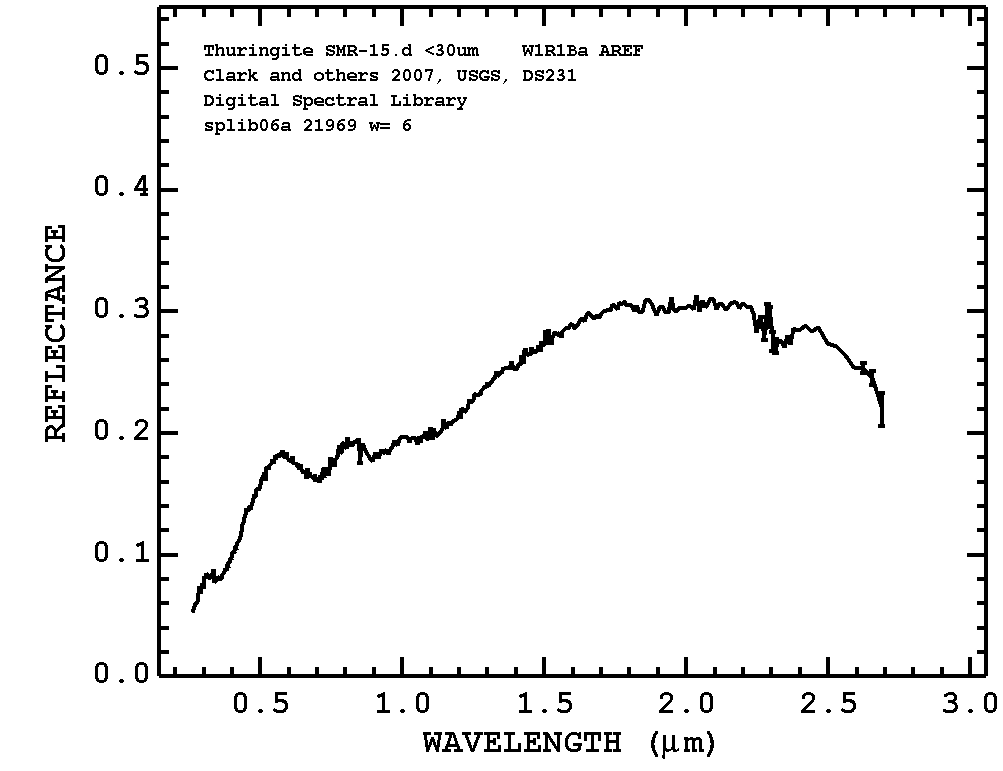 Thuringite SMR-15.d <30um W1R1Ba AREF
Clark and others 2007, USGS, DS231
Digital Spectral Library
splib06a 21969 w= 6
REFLECTANCE
0.5
0.4
0.3
0.2
0.1
0.0
0.5 1.0 1.5 2.0 2.5 3.0
WAVELENGTH (μm)